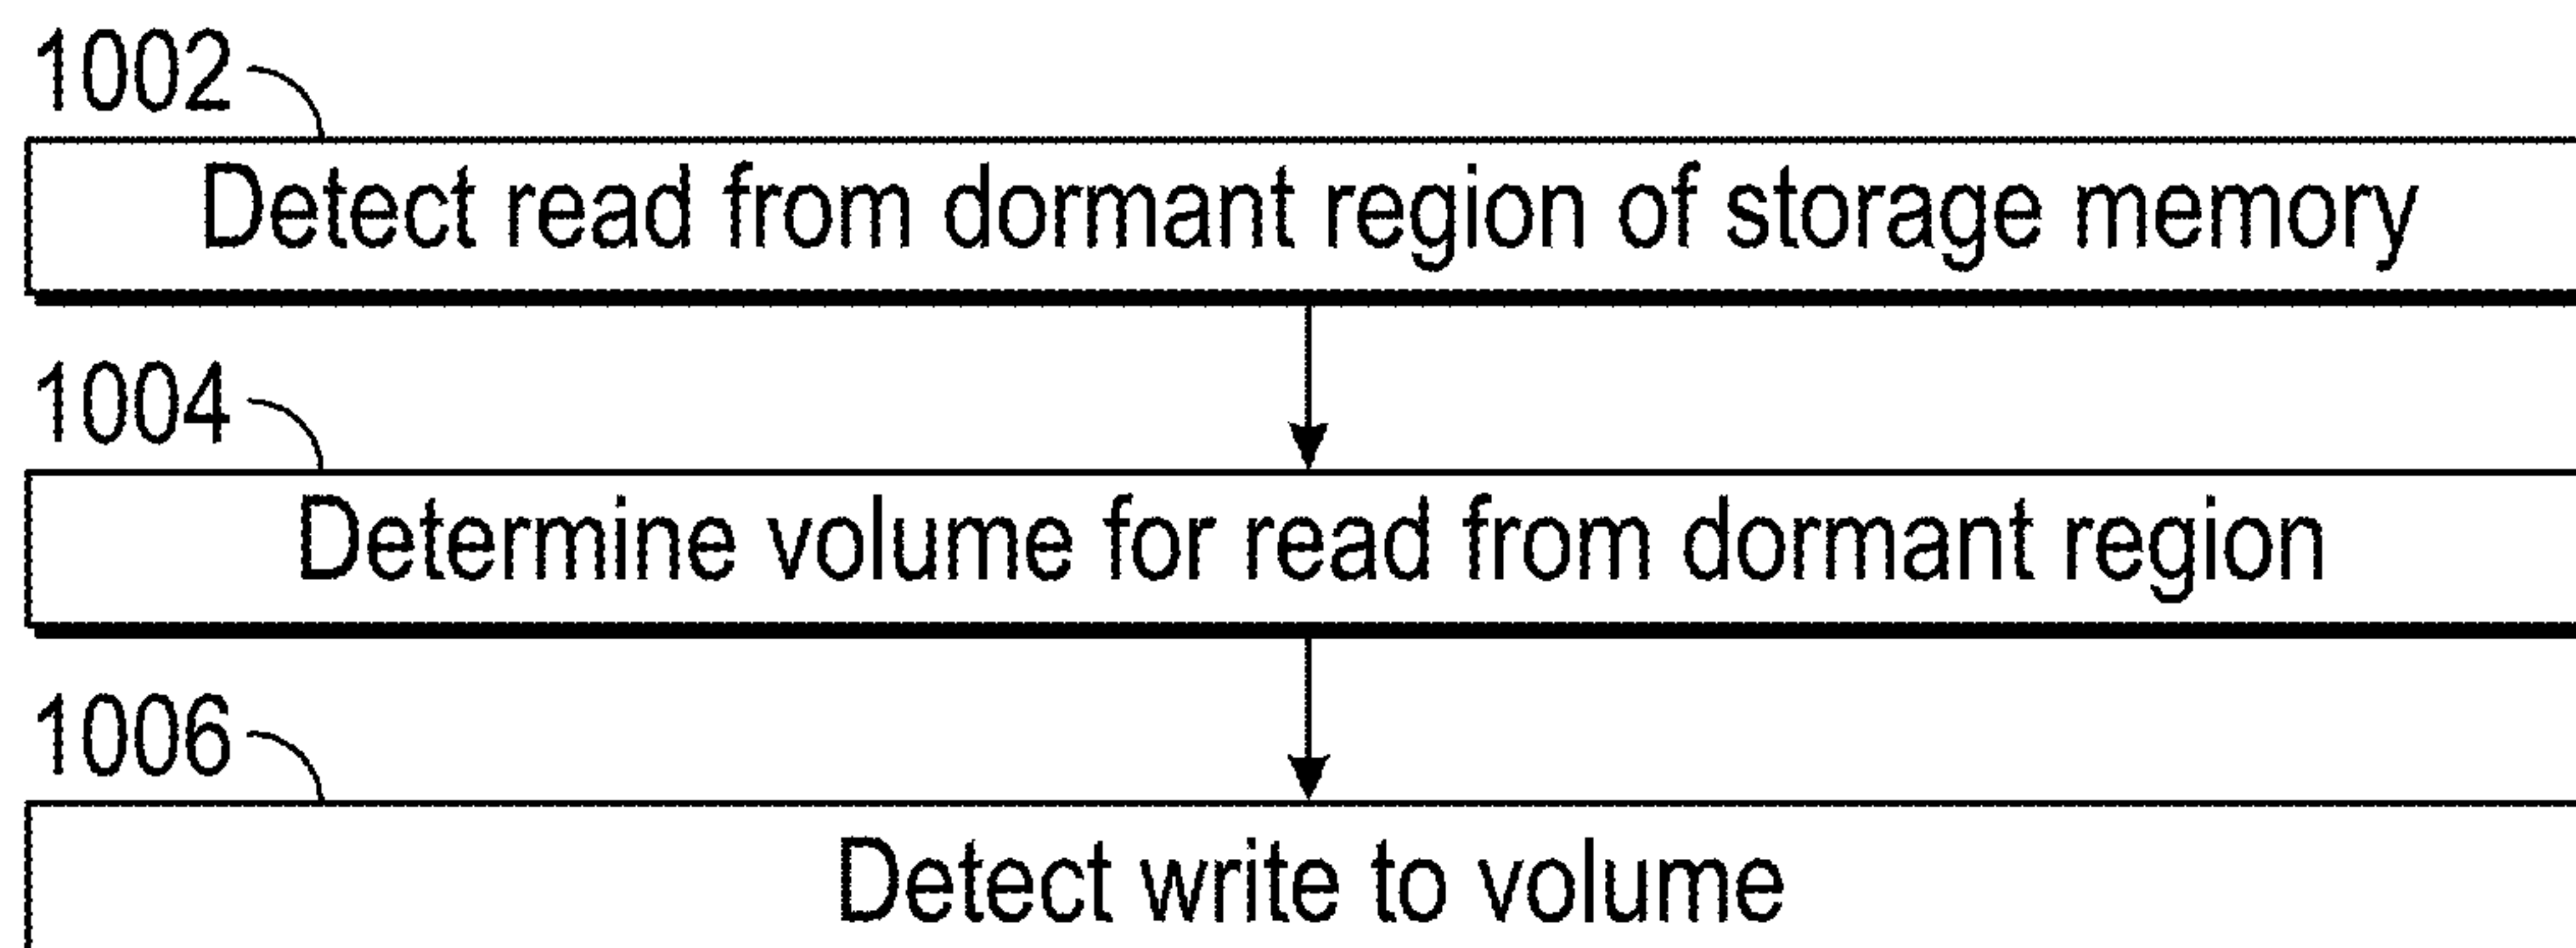 1002
Detect read from dormant region of storage memory
1004
Determine volume for read from dormant region
1006
Detect write to volume